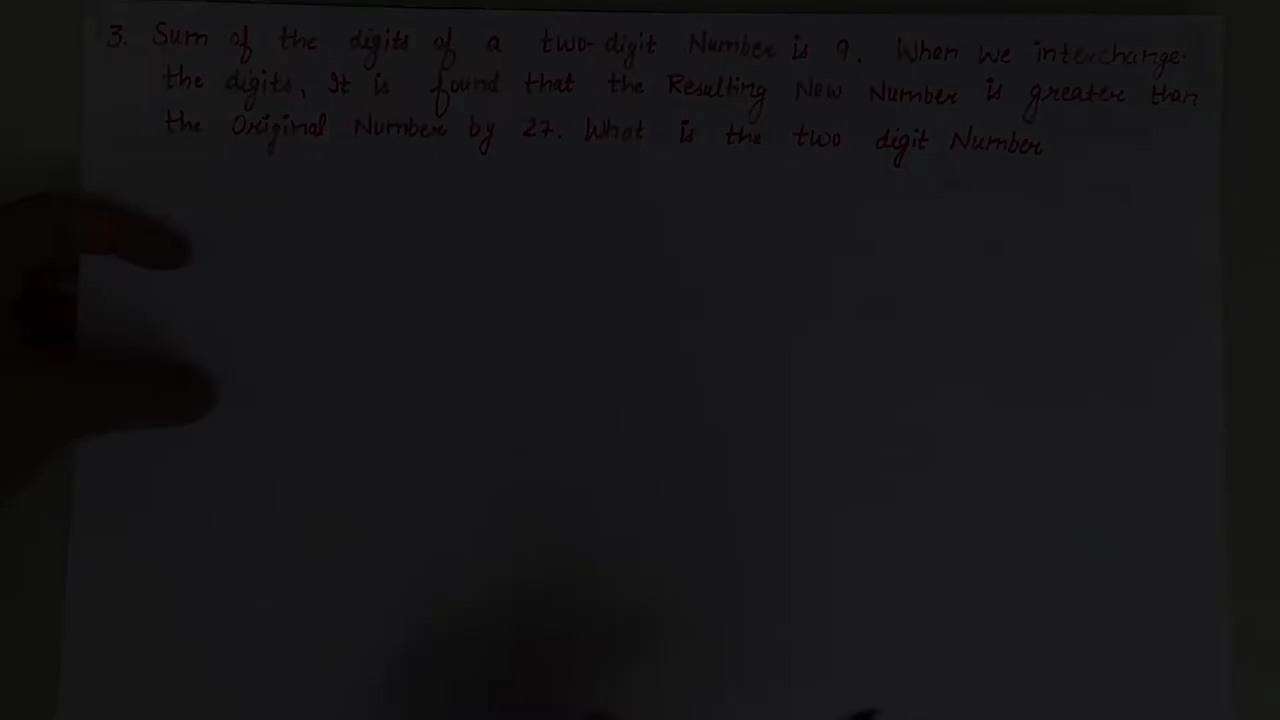 3. Sum of the digits of a two-digit Number is 9. When we interchange
the digits, It is found that the Resulting New Number is greater than
the Original Number by 27. What is the two digit Number